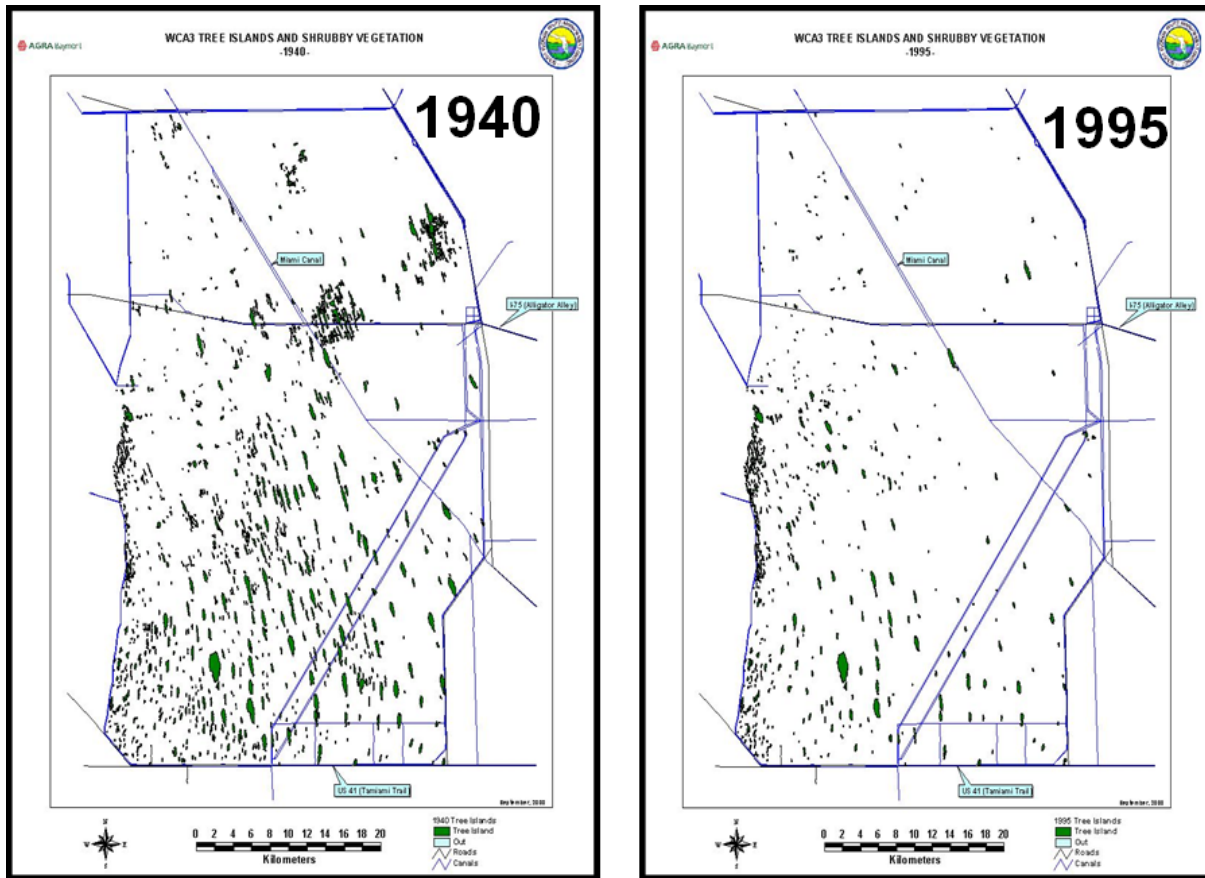 AGRA Baymont
WCA3 TREE ISLANDS AND SHRUBBY VEGETATION
-1940-
1940
Miami Canal
I-75 (Alligator Alley)
US 41 (Tamiami Trail)
September, 2000
N
W E
S
0 2 4 6 8 10 12 14 16 18 20
Kilometers
1940 Tree Islands
Tree Island
Out
Roads
Canals
AGRA Baymont
WCA3 TREE ISLANDS AND SHRUBBY VEGETATION
-1995-
1995
Miami Canal
I-75 (Alligator Alley)
US 41 (Tamiami Trail)
September, 2000
N
W E
S
0 2 4 6 8 10 12 14 16 18 20
Kilometers
1995 Tree Islands
Tree Island
Out
Roads
Canals